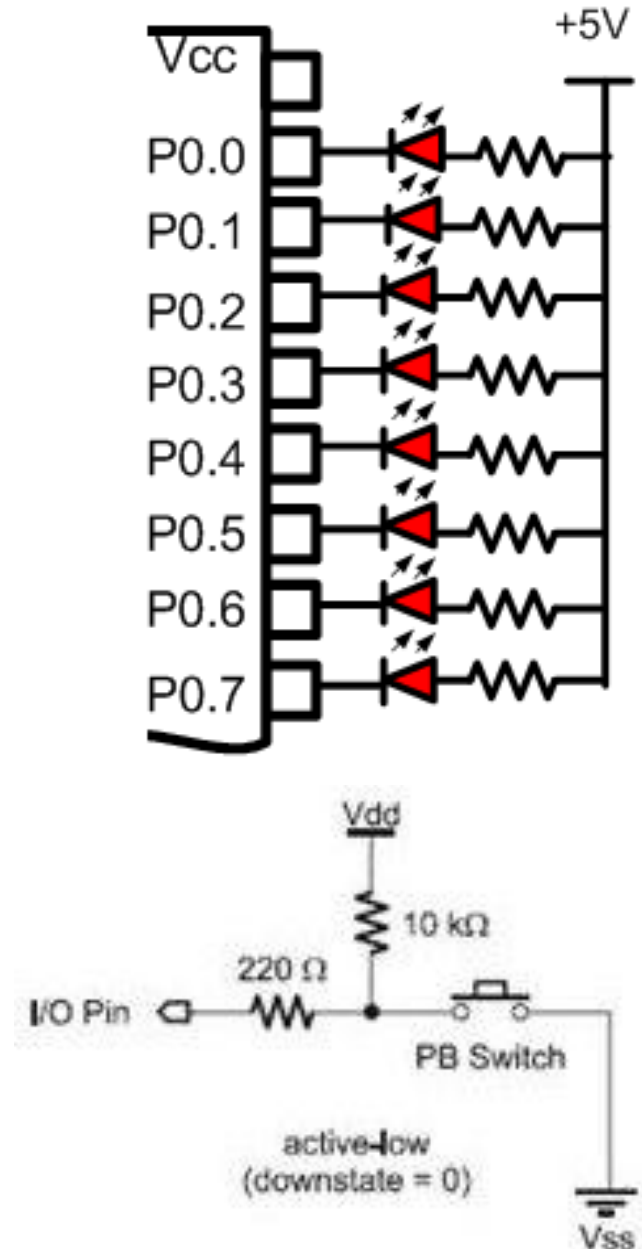 +5V
Vcc
P0.0
P0.1
P0.2
P0.3
P0.4
P0.5
P0.6
P0.7
Vdd
10 kΩ
220 Ω
I/O Pin
PB Switch
active-low
(downstate = 0)
Vss